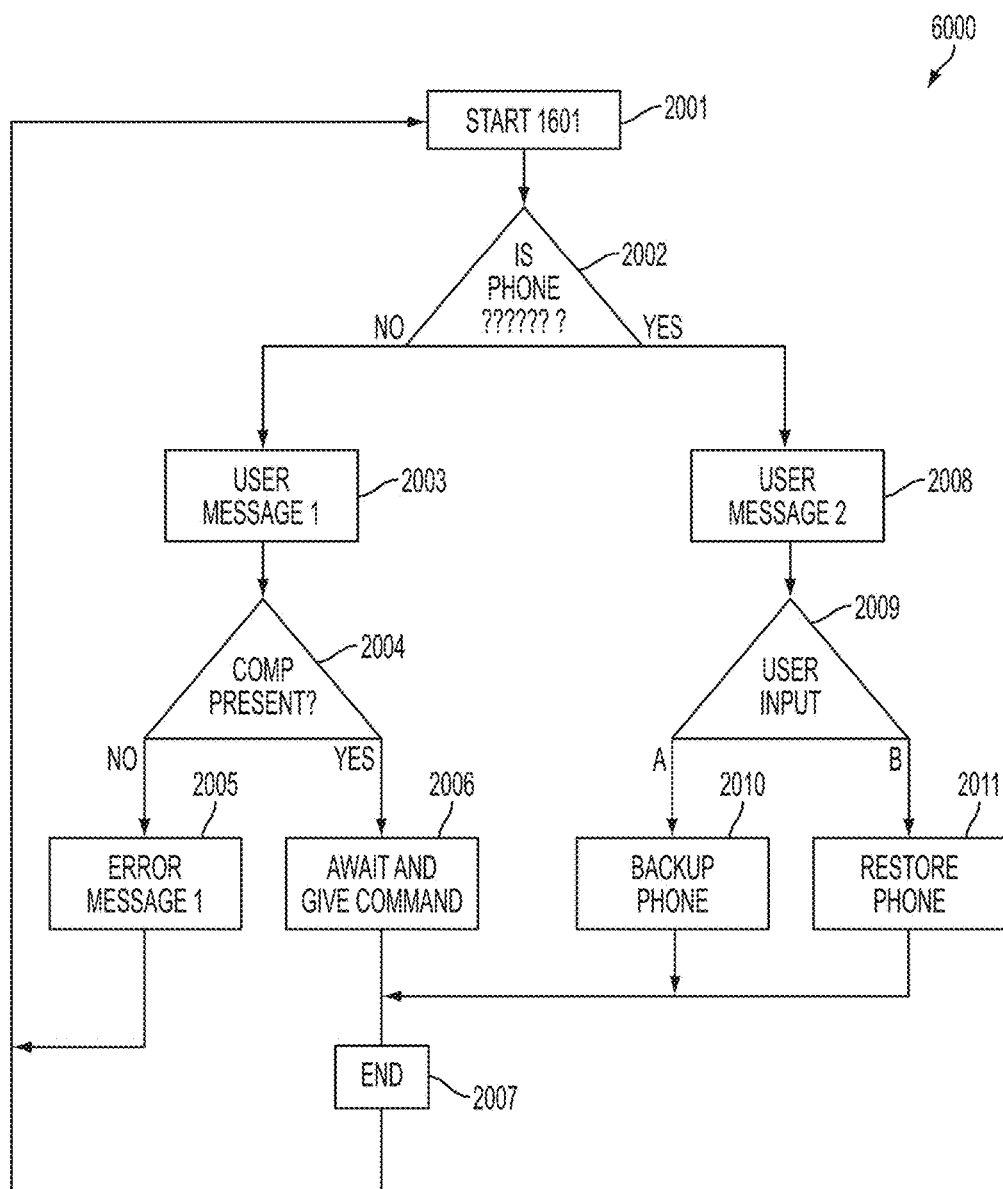 6000
START 1601
2001
IS
PHONE
?????? ?
2002
NO
YES
USER
MESSAGE 1
2003
USER
MESSAGE 2
2008
COMP
PRESENT?
2004
USER
INPUT
2009
NO
YES
A
B
2005
2006
2010
2011
ERROR
MESSAGE 1
AWAIT AND
GIVE COMMAND
BACKUP
PHONE
RESTORE
PHONE
END
2007